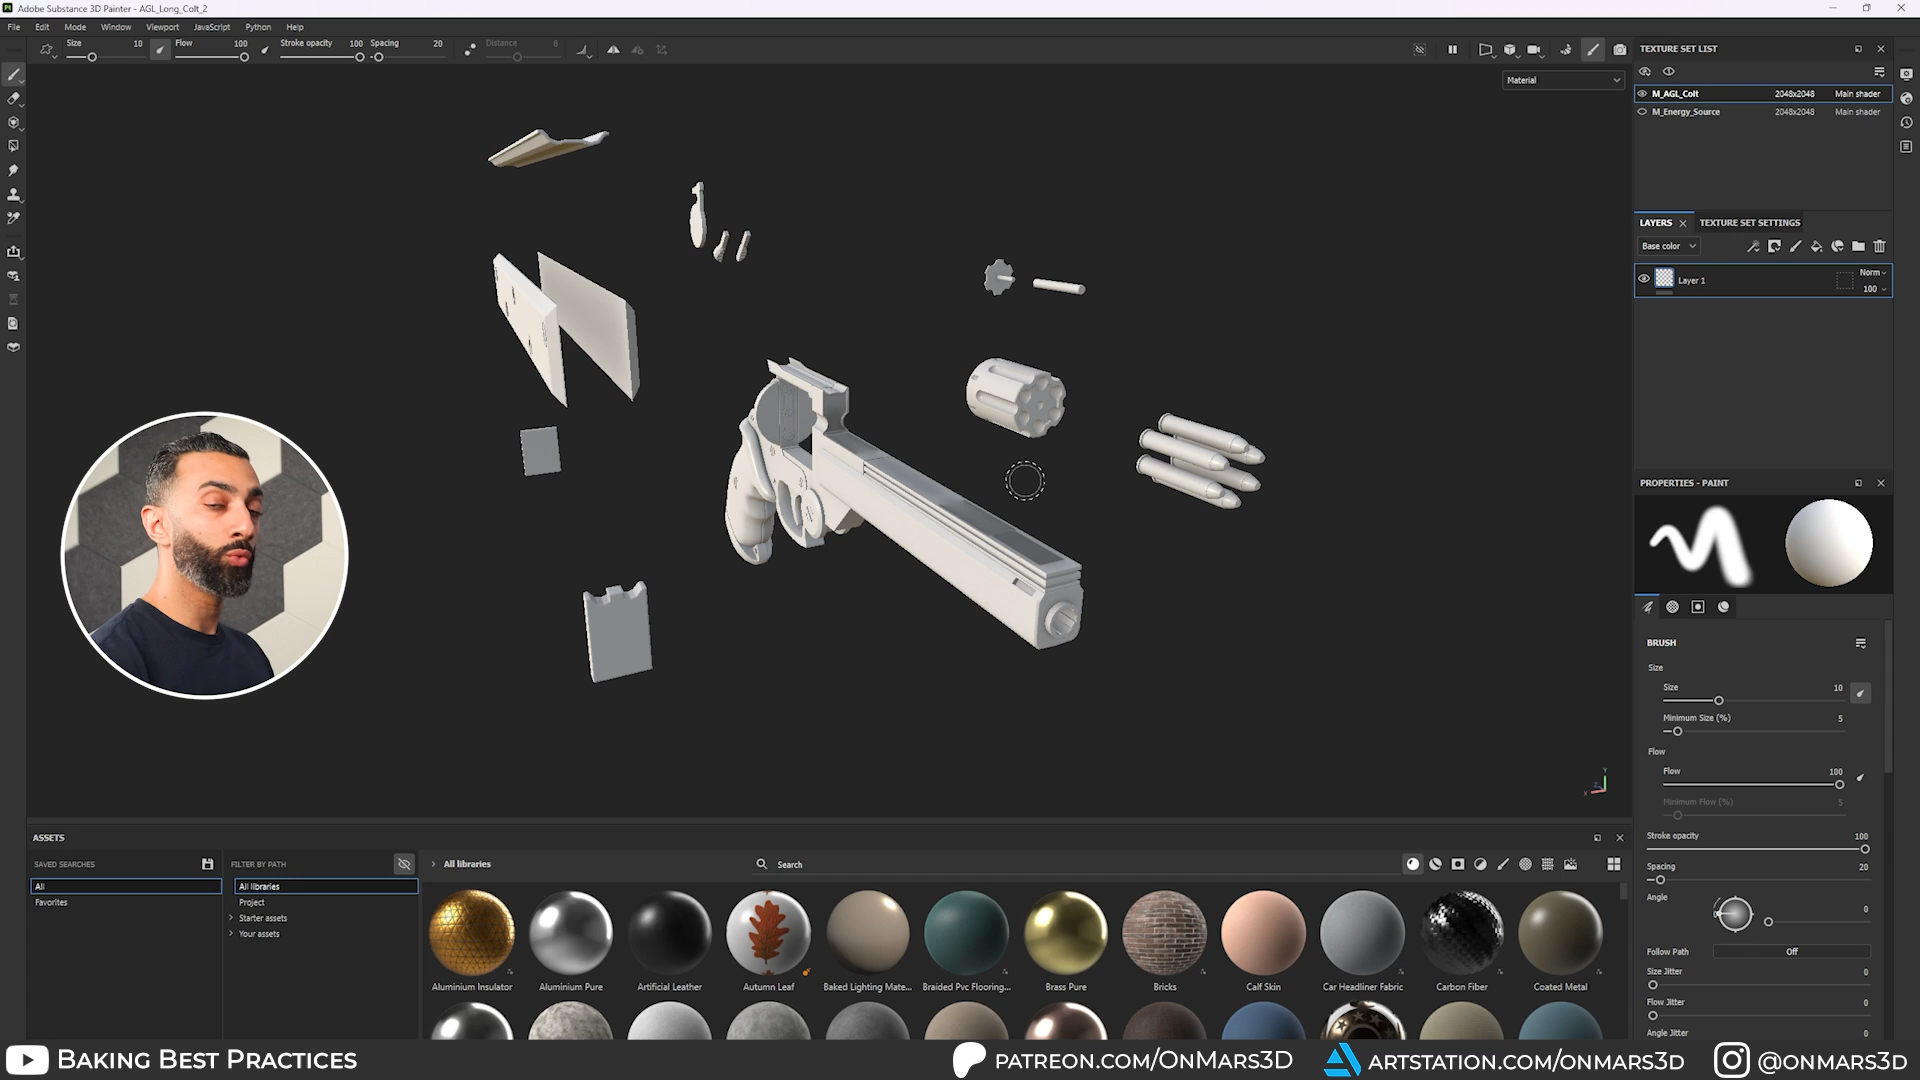 Adobe Substance 3D Painter - AGL_Long_Colt_2
File Edit Mode Window Viewport JavaScript Python Help
Size 10 Flow 100 Stroke opacity 100 Spacing 20 Distance 8
Material
TEXTURE SET LIST
M_AGL_Colt 2048x2048 Main shader
M_Energy_Source 2048x2048 Main shader
LAYERS TEXTURE SET SETTINGS
Base color
Layer 1 Norm 100
PROPERTIES - PAINT
BRUSH
Size
Size 10
Minimum Size (%) 5
Flow
Flow 100
Minimum Flow (%) 5
Stroke opacity 100
Spacing 20
Angle 0
Follow Path Off
Size Jitter 0
Flow Jitter 0
Angle Jitter 0
ASSETS
SAVED SEARCHES
All
Favorites
FILTER BY PATH
All libraries
Project
Starter assets
Your assets
All libraries Search
Aluminium Insulator Aluminium Pure Artificial Leather Autumn Leaf Baked Lighting Mate... Braided Pvc Flooring... Brass Pure Bricks Calf Skin Car Headliner Fabric Carbon Fiber Coated Metal
BAKING BEST PRACTICES PATREON.COM/ONMARS3D ARTSTATION.COM/ONMARS3D @ONMARS3D